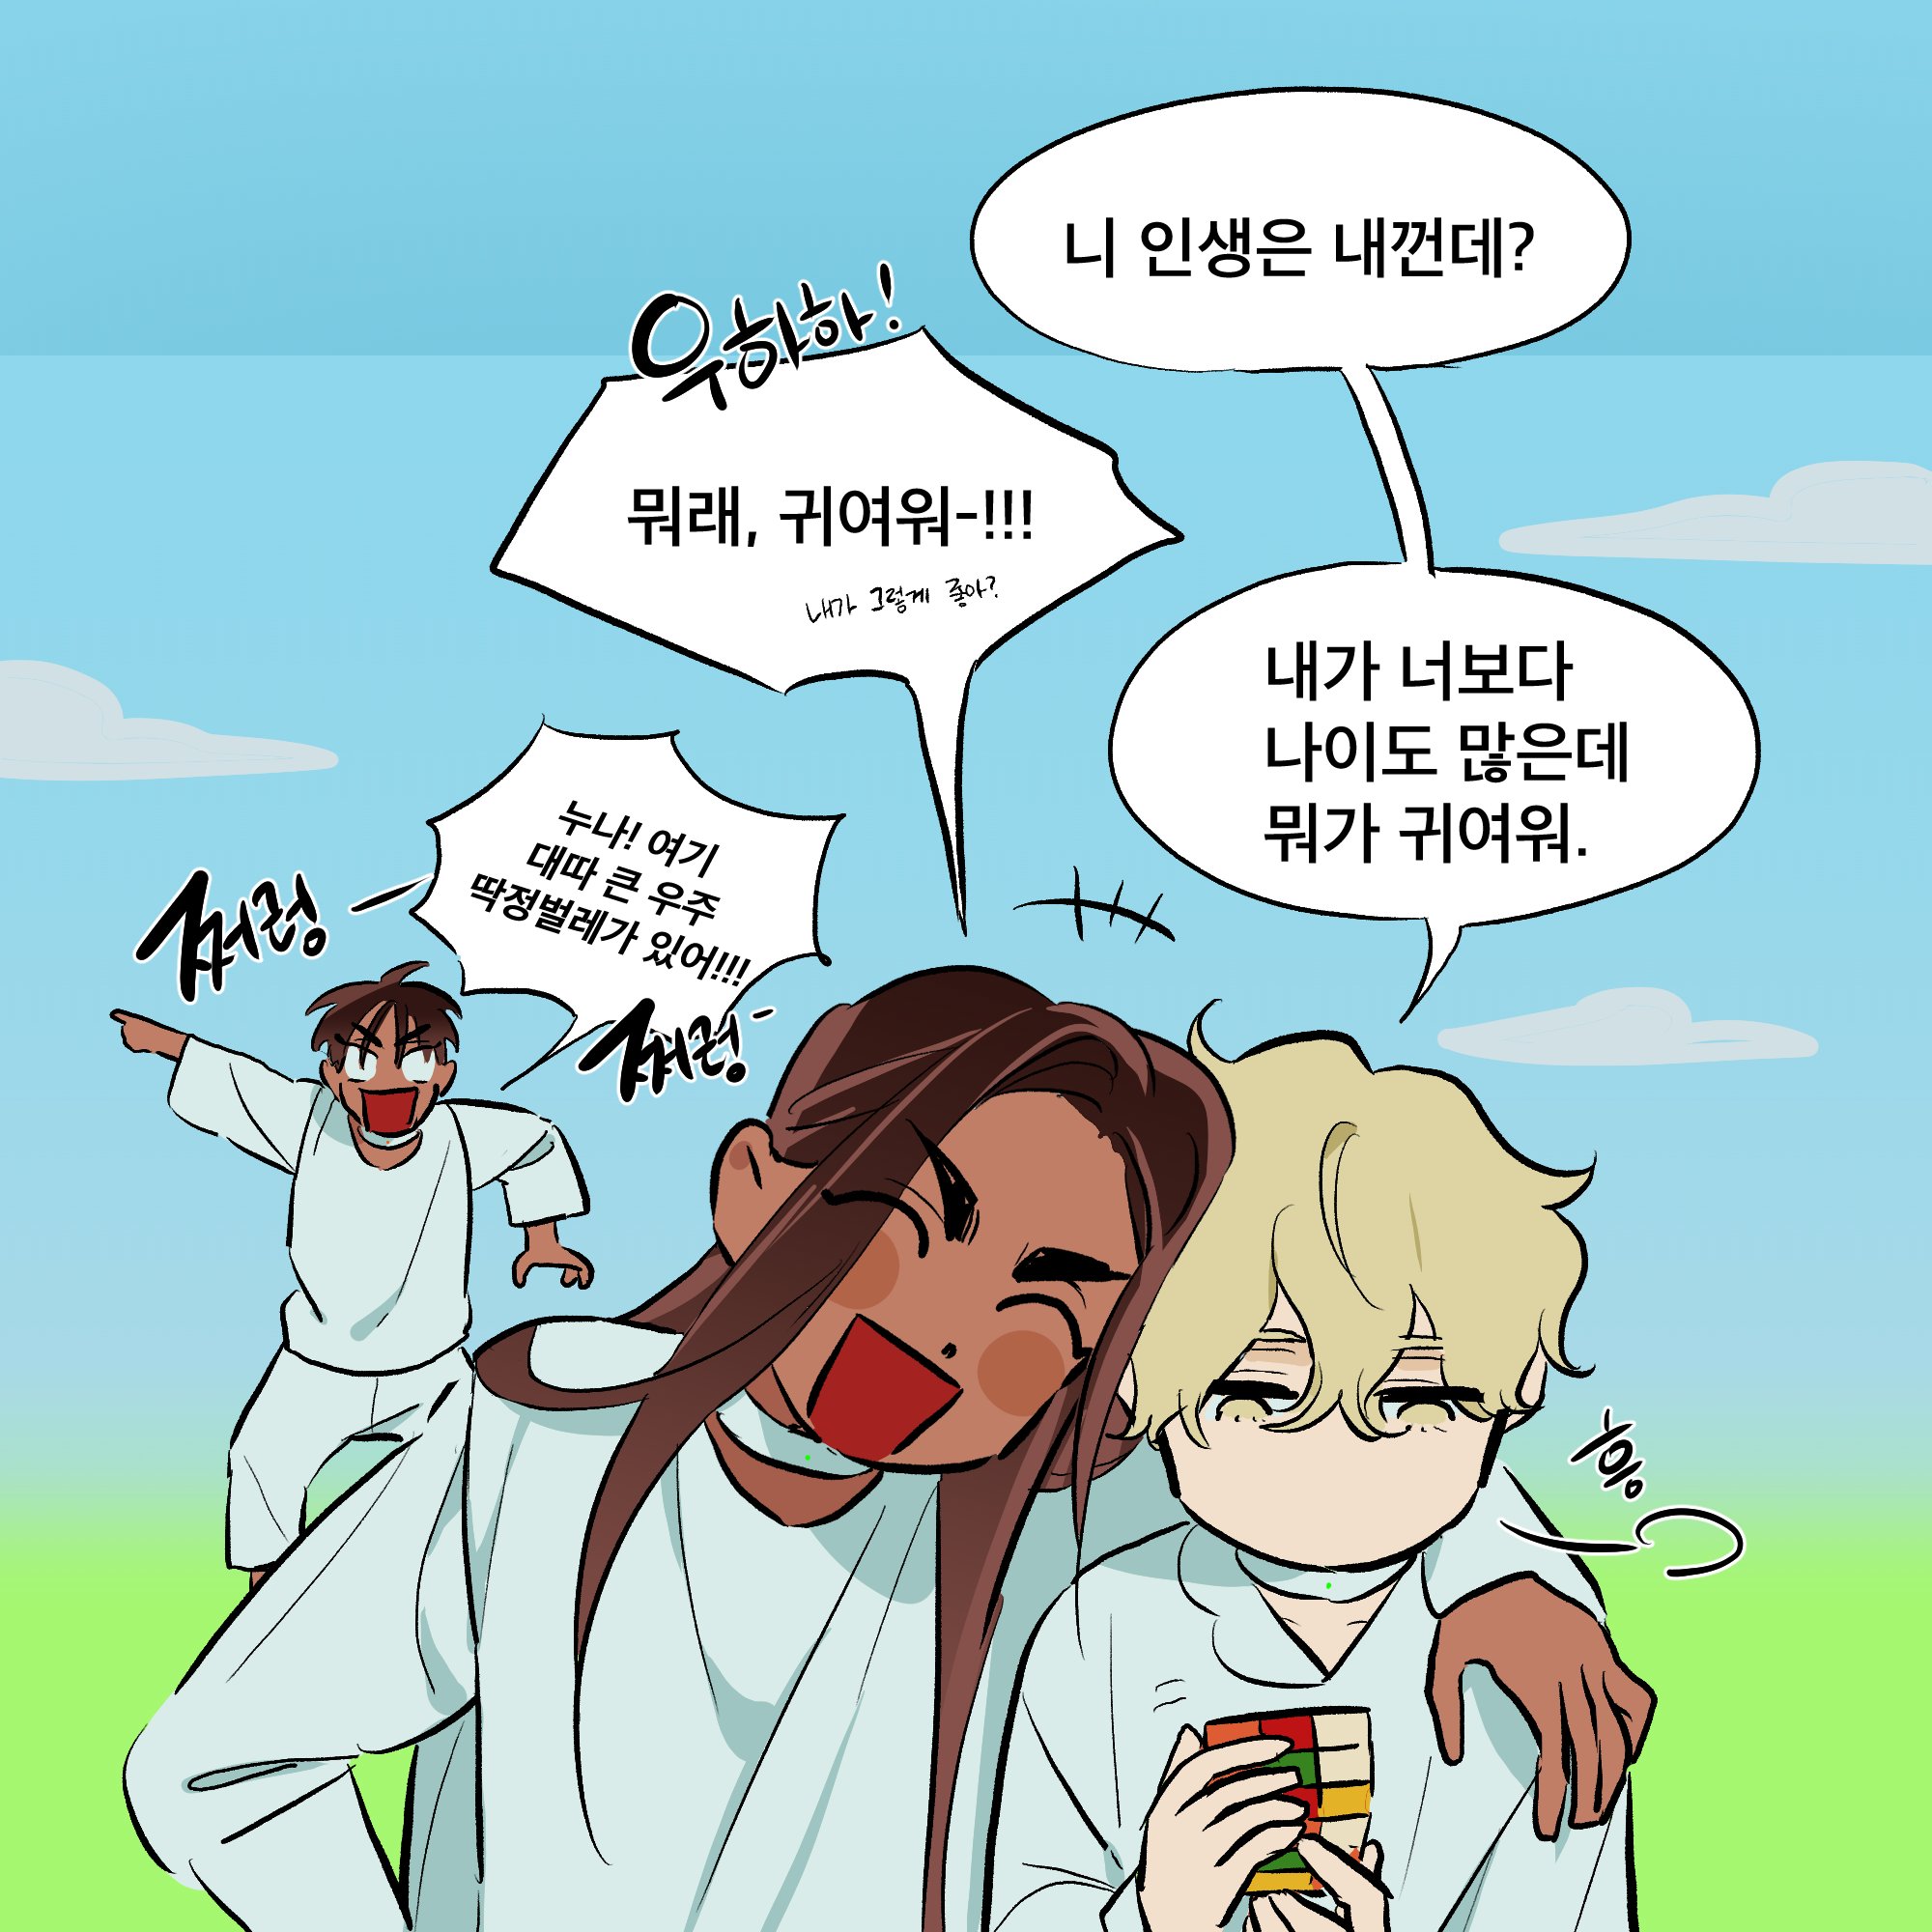 니 인생은 내껀데?
우하하!
뭐래, 귀여워-!!!
내가 그렇게 좋아?
내가 너보다
나이도 많은데
뭐가 귀여워.
누나! 여기
대따 큰 우주
딱정벌레가 있어!!!
쩌렁
쩌렁
흥